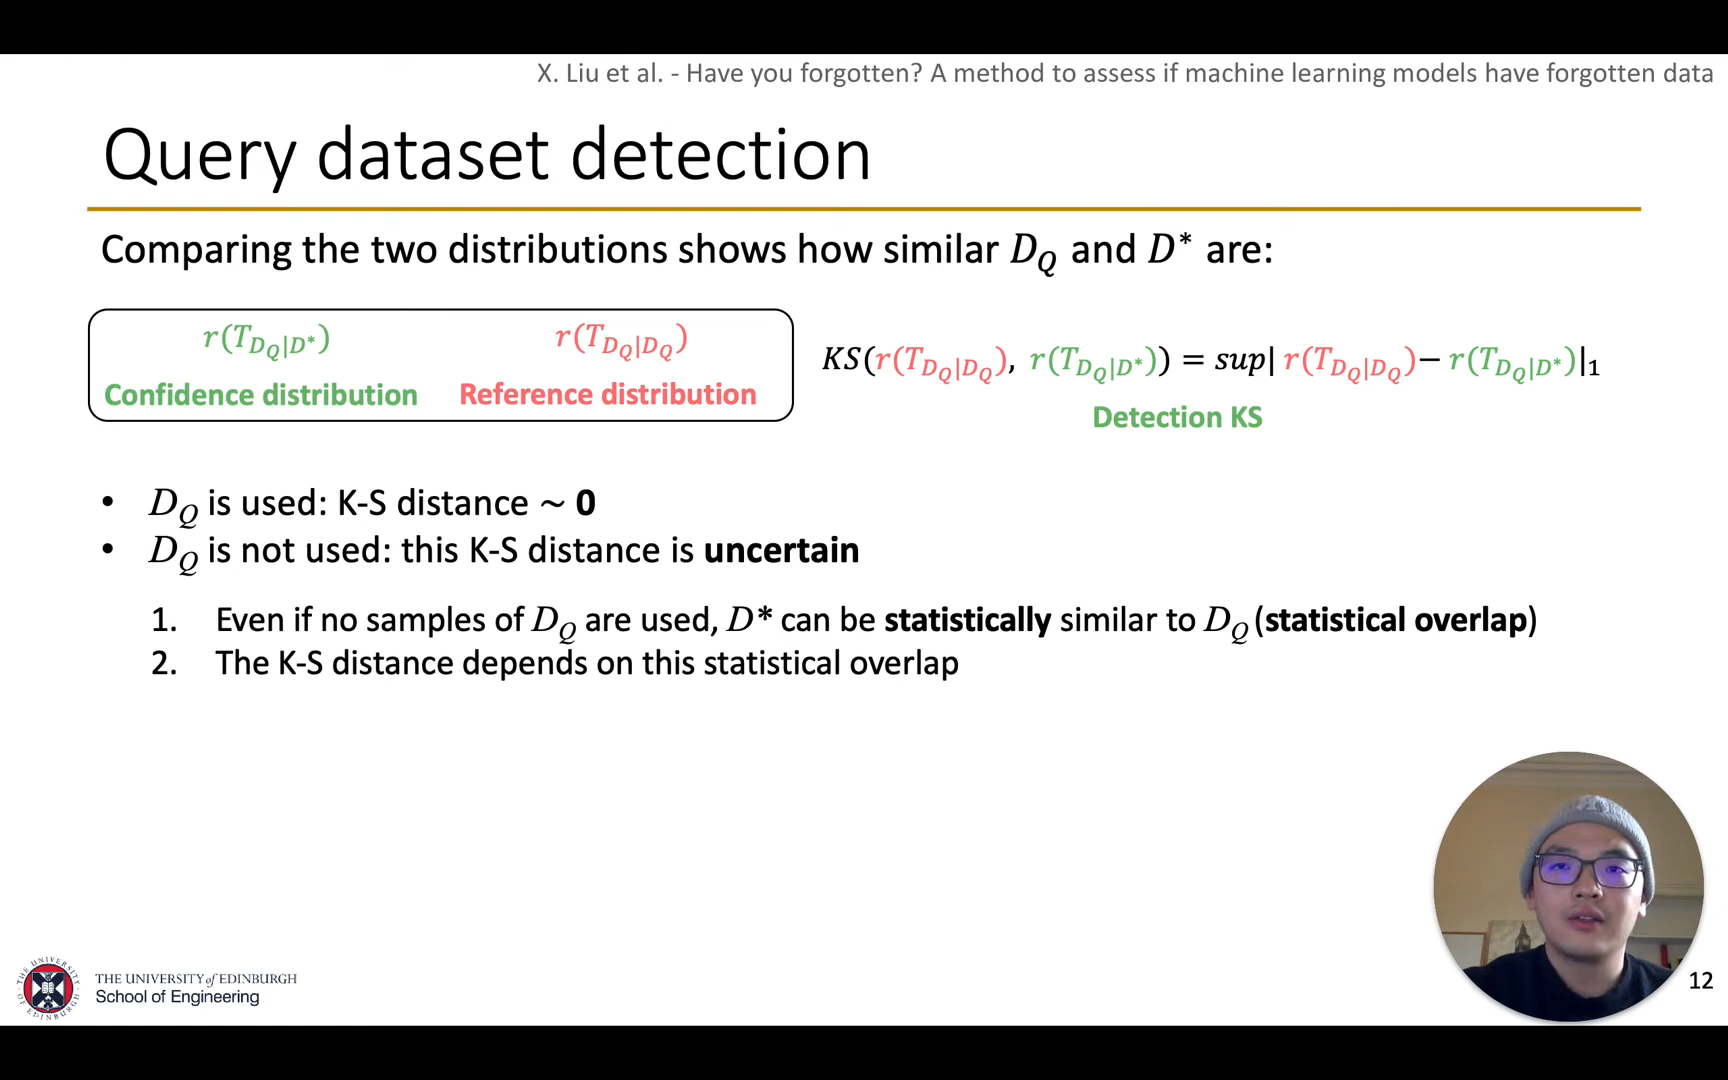 X. Liu et al. - Have you forgotten? A method to assess if machine learning models have forgotten data
Query dataset detection
Comparing the two distributions shows how similar D_Q and D* are:
r(T_{D_Q|D*}) r(T_{D_Q|D_Q})
Confidence distribution Reference distribution
KS(r(T_{D_Q|D_Q}), r(T_{D_Q|D*})) = sup| r(T_{D_Q|D_Q})− r(T_{D_Q|D*})|_1
Detection KS
• D_Q is used: K-S distance ~ 0
• D_Q is not used: this K-S distance is uncertain
1. Even if no samples of D_Q are used, D* can be statistically similar to D_Q (statistical overlap)
2. The K-S distance depends on this statistical overlap
THE UNIVERSITY of EDINBURGH
School of Engineering
12